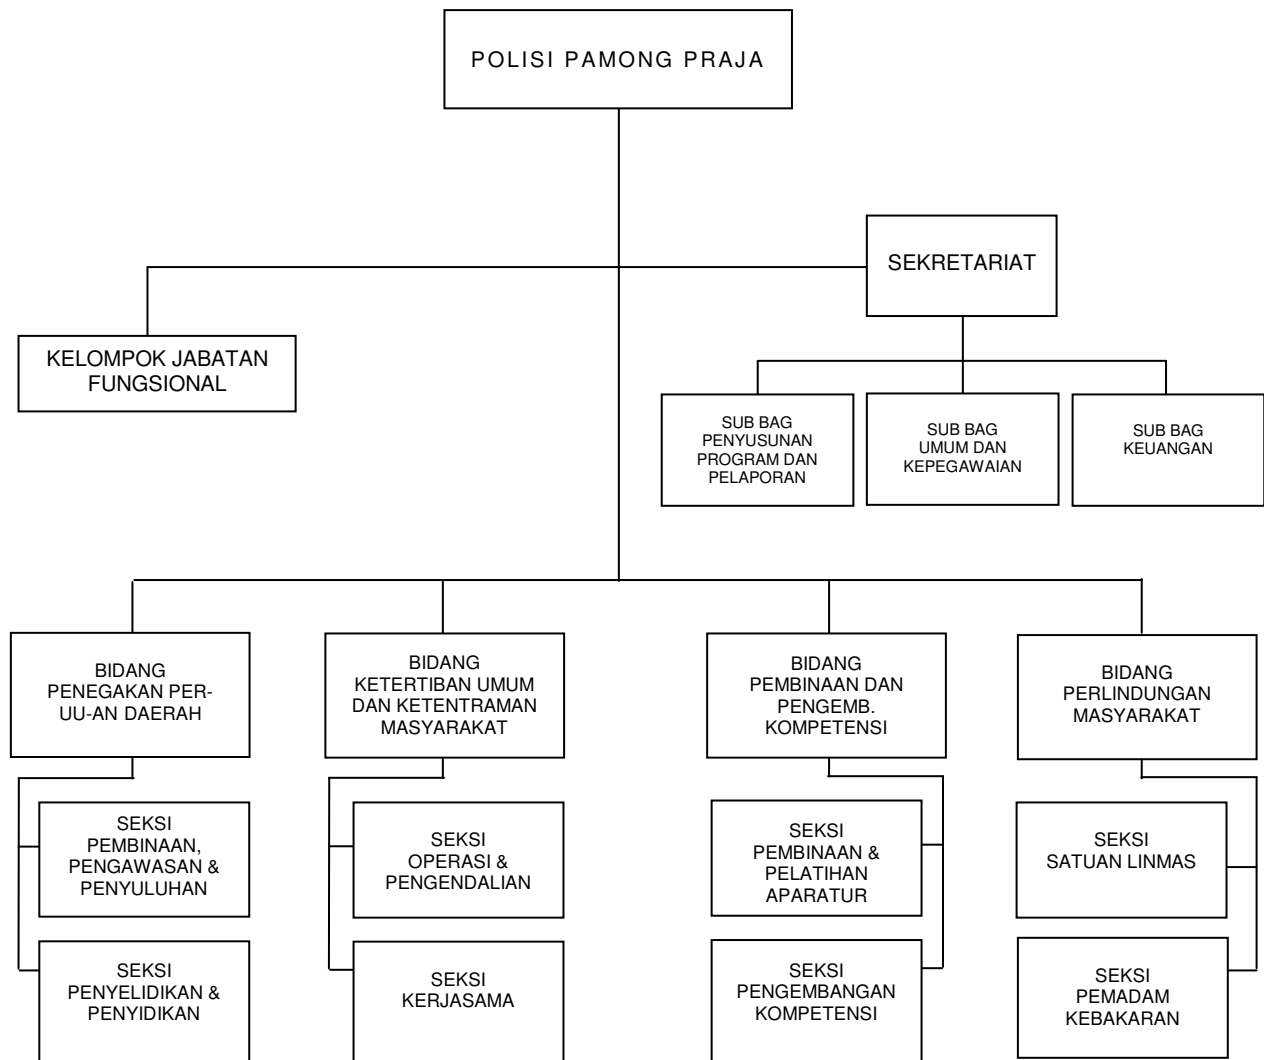 POLISI PAMONG PRAJA
SEKRETARIAT
KELOMPOK JABATAN
FUNGSIONAL
SUB BAG
PENYUSUNAN
PROGRAM DAN
PELAPORAN
SUB BAG
UMUM DAN
KEPEGAWAIAN
SUB BAG
KEUANGAN
BIDANG
PENEGAKAN PER-
UU-AN DAERAH
BIDANG
KETERTIBAN UMUM
DAN KETENTRAMAN
MASYARAKAT
BIDANG
PEMBINAAN DAN
PENGEMB.
KOMPETENSI
BIDANG
PERLINDUNGAN
MASYARAKAT
SEKSI
PEMBINAAN,
PENGAWASAN &
PENYULUHAN
SEKSI
OPERASI &
PENGENDALIAN
SEKSI
PEMBINAAN &
PELATIHAN
APARATUR
SEKSI
SATUAN LINMAS
SEKSI
PENYELIDIKAN &
PENYIDIKAN
SEKSI
KERJASAMA
SEKSI
PENGEMBANGAN
KOMPETENSI
SEKSI
PEMADAM
KEBAKARAN